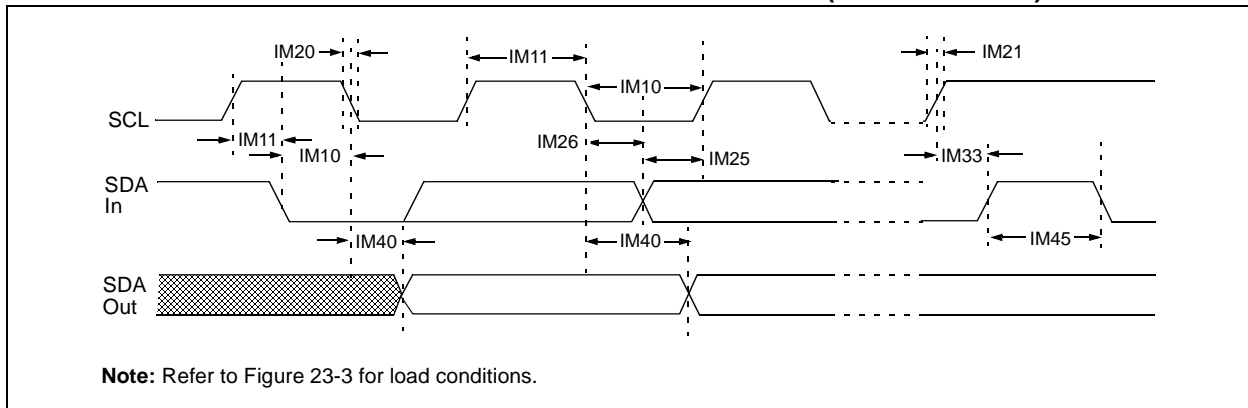 IM20
IM11
IM21
IM10
SCL
IM11
IM26
IM10
IM25
IM33
SDA
In
IM40
IM40
IM45
SDA
Out
Note: Refer to Figure 23-3 for load conditions.